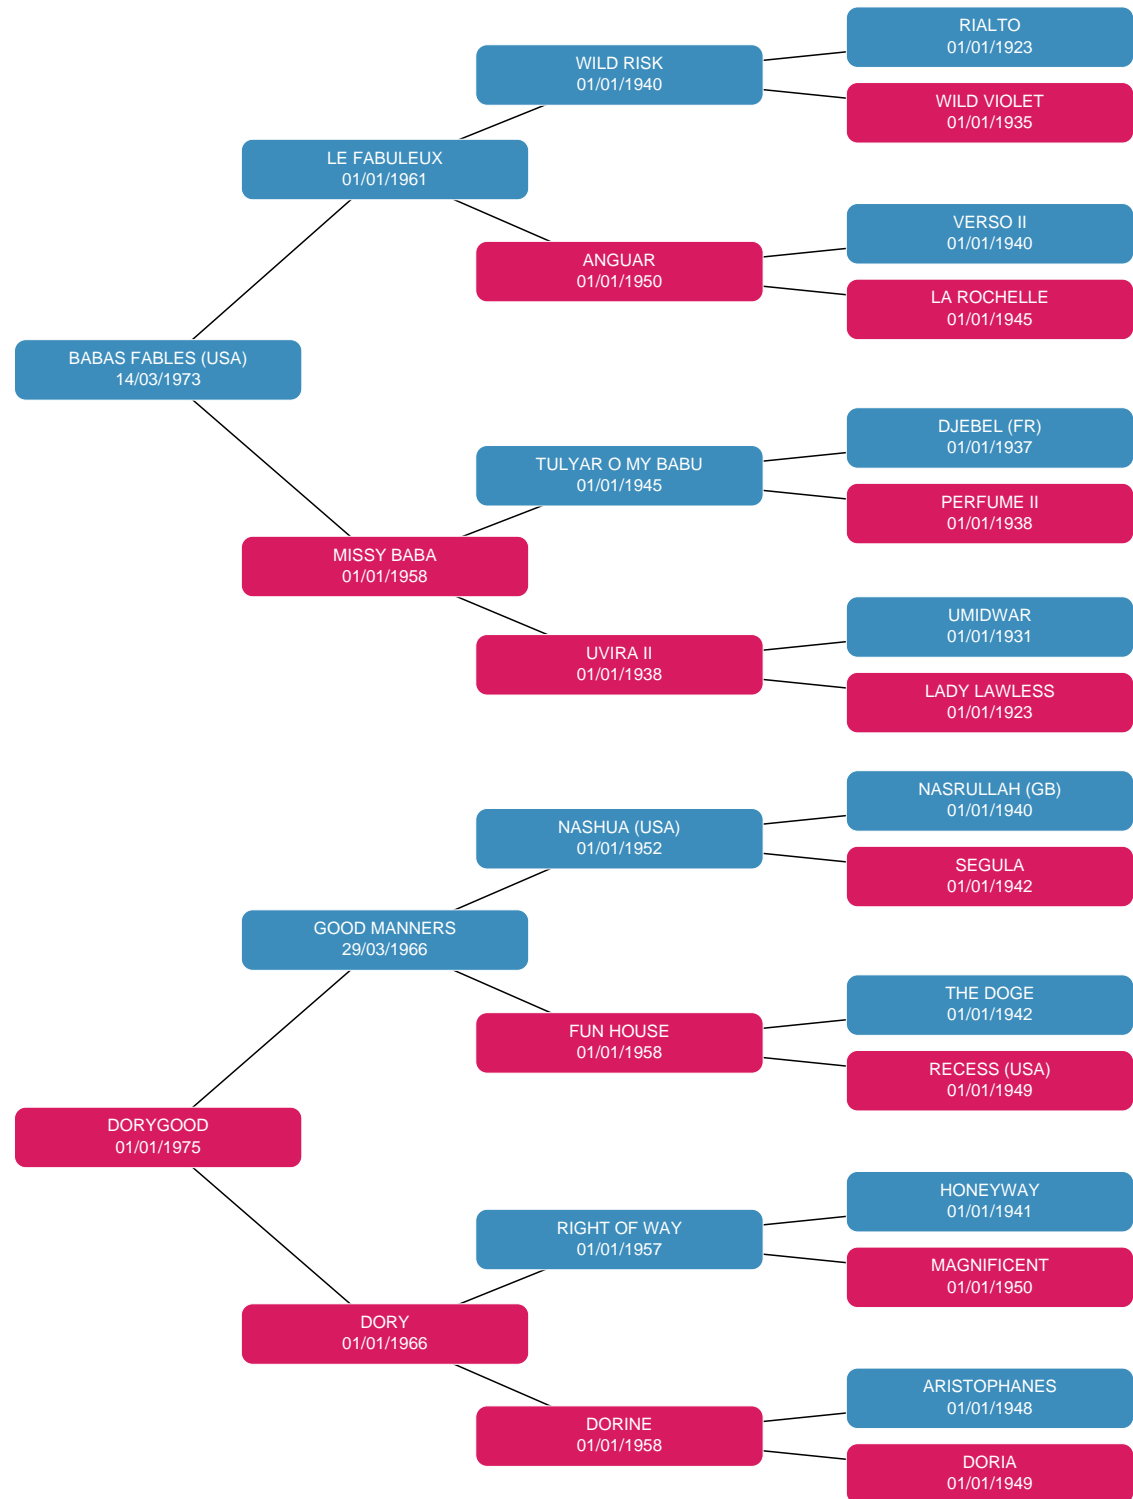 RIALTO
01/01/1923
WILD RISK
01/01/1940
WILD VIOLET
01/01/1935
LE FABULEUX
01/01/1961
VERSO II
01/01/1940
ANGUAR
01/01/1950
LA ROCHELLE
01/01/1945
BABAS FABLES (USA)
14/03/1973
DJEBEL (FR)
01/01/1937
TULYAR O MY BABU
01/01/1945
PERFUME II
01/01/1938
MISSY BABA
01/01/1958
UMIDWAR
01/01/1931
UVIRA II
01/01/1938
LADY LAWLESS
01/01/1923
NASRULLAH (GB)
01/01/1940
NASHUA (USA)
01/01/1952
SEGULA
01/01/1942
GOOD MANNERS
29/03/1966
THE DOGE
01/01/1942
FUN HOUSE
01/01/1958
RECESS (USA)
01/01/1949
DORYGOOD
01/01/1975
HONEYWAY
01/01/1941
RIGHT OF WAY
01/01/1957
MAGNIFICENT
01/01/1950
DORY
01/01/1966
ARISTOPHANES
01/01/1948
DORINE
01/01/1958
DORIA
01/01/1949